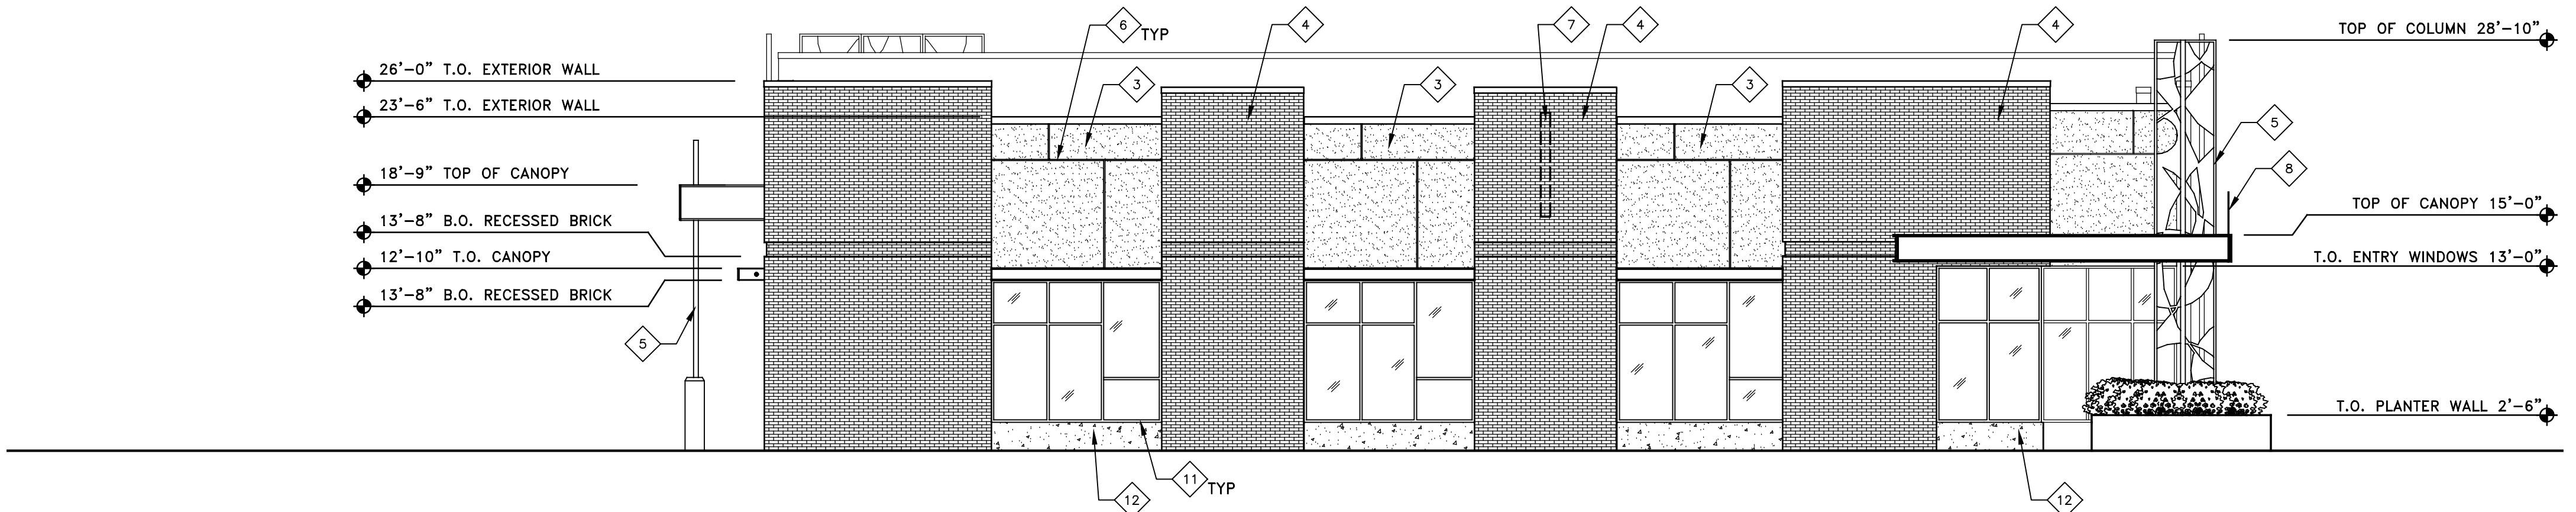 6 TYP
4
7
4
4
TOP OF COLUMN 28'-10"
26'-0" T.O. EXTERIOR WALL
3
3
3
23'-6" T.O. EXTERIOR WALL
5
18'-9" TOP OF CANOPY
8
13'-8" B.O. RECESSED BRICK
TOP OF CANOPY 15'-0"
12'-10" T.O. CANOPY
T.O. ENTRY WINDOWS 13'-0"
13'-8" B.O. RECESSED BRICK
5
T.O. PLANTER WALL 2'-6"
11 TYP
12
12